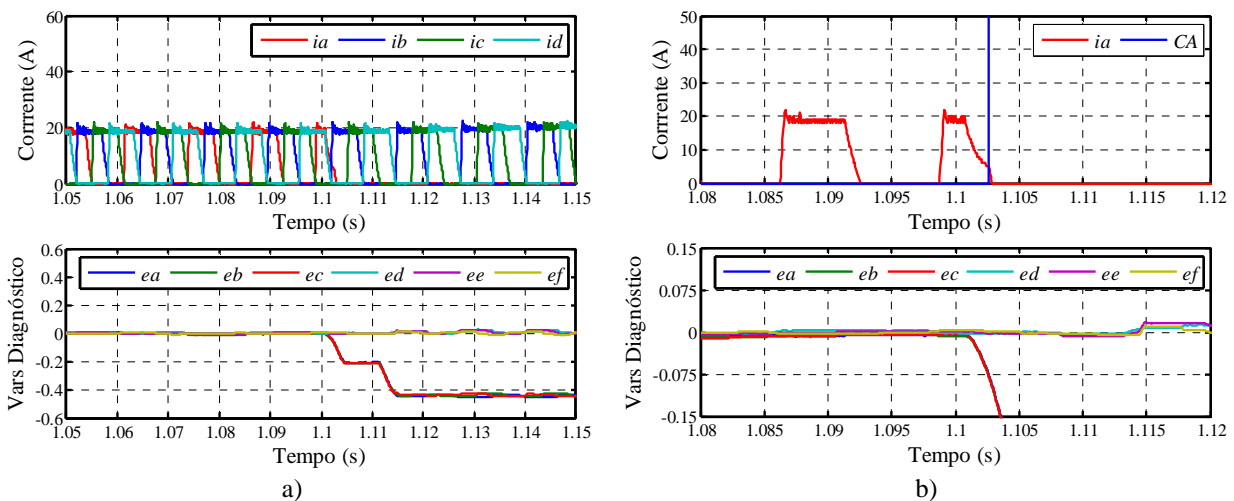 Corrrente (A)
60
40
20
0
ia ib ic id
1.05 1.06 1.07 1.08 1.09 1.1 1.11 1.12 1.13 1.14 1.15
Tempo (s)
Corrrente (A)
50
40
30
20
10
0
ia CA
1.08 1.085 1.09 1.095 1.1 1.105 1.11 1.115 1.12
Tempo (s)
Vars Diagnóstico
0.6
0.4
0.2
0
-0.2
-0.4
-0.6
ea eb ec ed ee ef
1.05 1.06 1.07 1.08 1.09 1.1 1.11 1.12 1.13 1.14 1.15
Tempo (s)
a)
Vars Diagnóstico
0.15
0.075
0
-0.075
-0.15
ea eb ec ed ee ef
1.08 1.085 1.09 1.095 1.1 1.105 1.11 1.115 1.12
Tempo (s)
b)